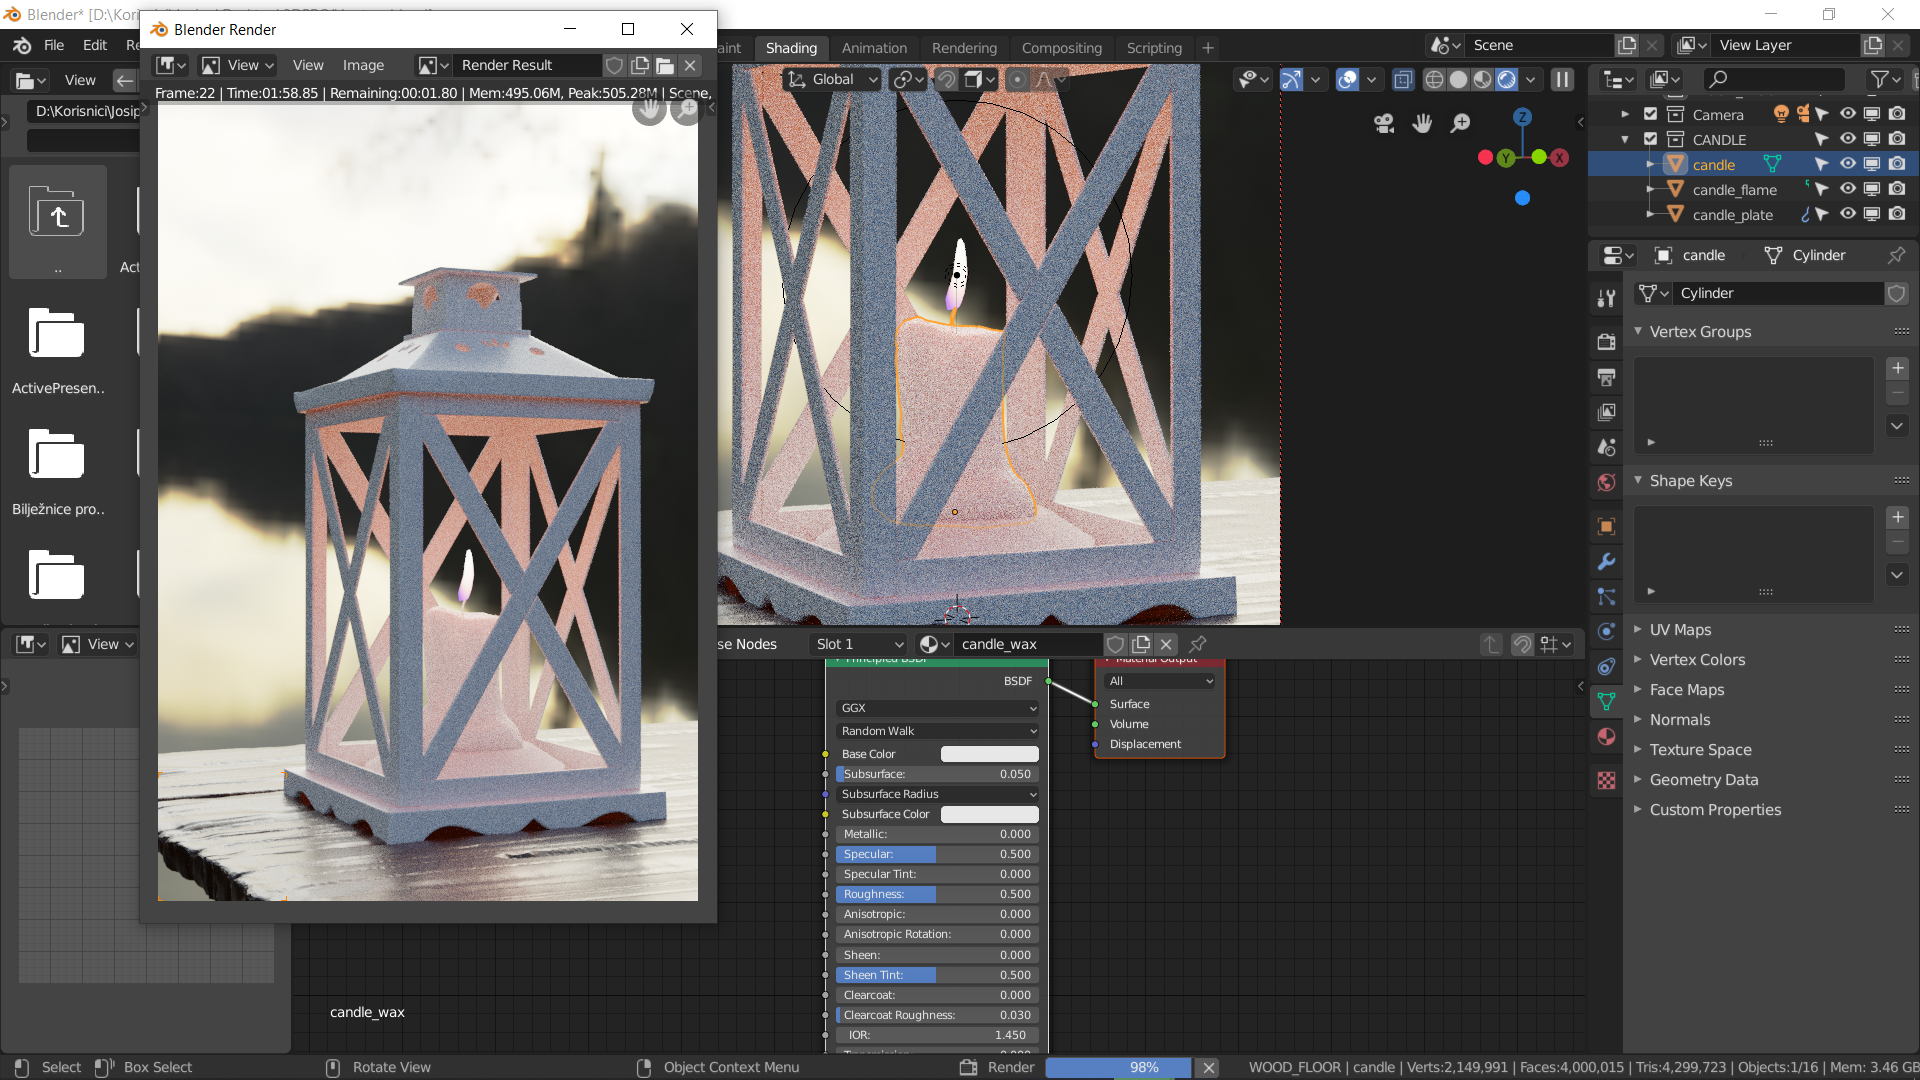 Blender* [D:\Kori
Blender Render
File
Edit
Re
aint
Shading
Animation
Rendering
Compositing
Scripting
+
Scene
View Layer
View
View
View
Image
Render Result
Global
Frame:22 | Time:01:58.85 | Remaining:00:01.80 | Mem:495.06M, Peak:505.28M | Scene,
D:\Korisnici\Josip
..
Act
ActivePresen..
Bilježnice pro..
View
Z
Y
X
Camera
CANDLE
candle
candle_flame
candle_plate
candle
Cylinder
Cylinder
Vertex Groups
Shape Keys
UV Maps
Vertex Colors
Face Maps
Normals
Texture Space
Geometry Data
Custom Properties
se Nodes
Slot 1
candle_wax
Principled BSDF
BSDF
GGX
Random Walk
Base Color
Subsurface: 0.050
Subsurface Radius
Subsurface Color
Metallic: 0.000
Specular: 0.500
Specular Tint: 0.000
Roughness: 0.500
Anisotropic: 0.000
Anisotropic Rotation: 0.000
Sheen: 0.000
Sheen Tint: 0.500
Clearcoat: 0.000
Clearcoat Roughness: 0.030
IOR: 1.450
Material Output
All
Surface
Volume
Displacement
candle_wax
Select
Box Select
Rotate View
Object Context Menu
Render
98%
WOOD_FLOOR | candle | Verts:2,149,991 | Faces:4,000,015 | Tris:4,299,723 | Objects:1/16 | Mem: 3.46 GB